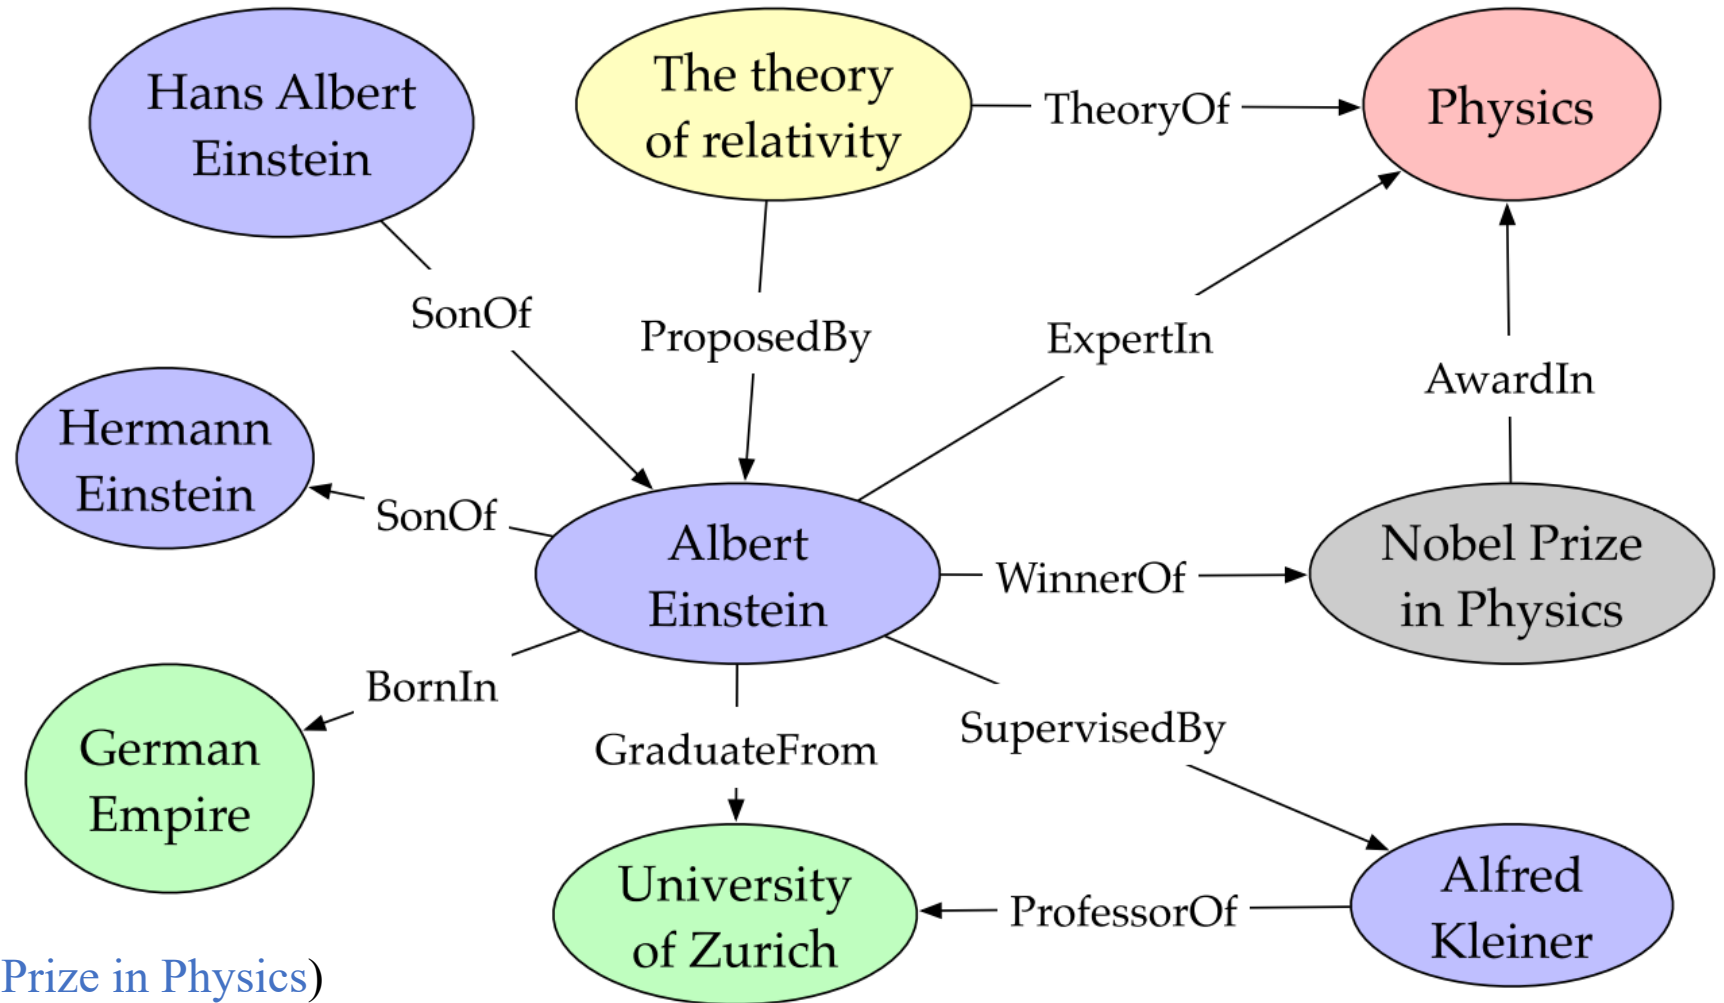 Hans Albert
Einstein
The theory
of relativity
TheoryOf
Physics
SonOf
ProposedBy
ExpertIn
AwardIn
Hermann
Einstein
SonOf
Albert
Einstein
WinnerOf
Nobel Prize
in Physics
BornIn
German
Empire
GraduateFrom
SupervisedBy
University
of Zurich
ProfessorOf
Alfred
Kleiner
Prize in Physics)